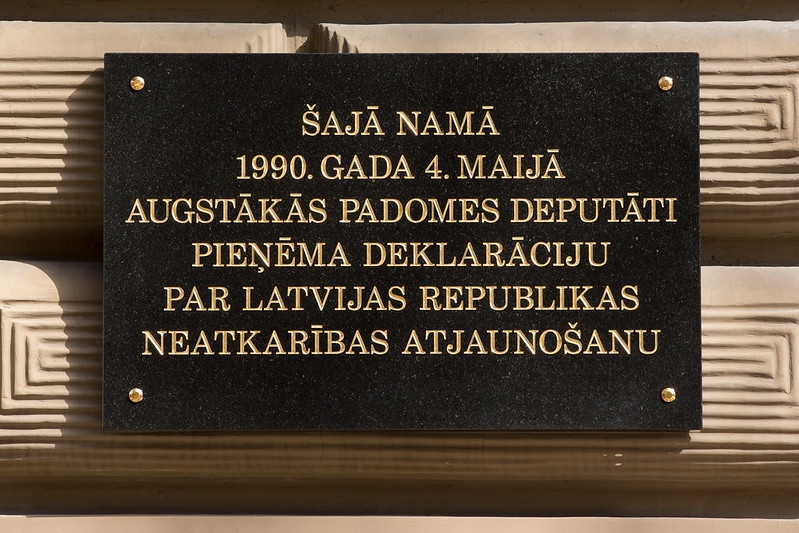 ŠAJĀ NAMĀ
1990. GADA 4. MAIJĀ
AUGSTĀKĀS PADOMES DEPUTĀTI
PIEŅĒMA DEKLARĀCIJU
PAR LATVIJAS REPUBLIKAS
NEATKARĪBAS ATJAUNOŠANU